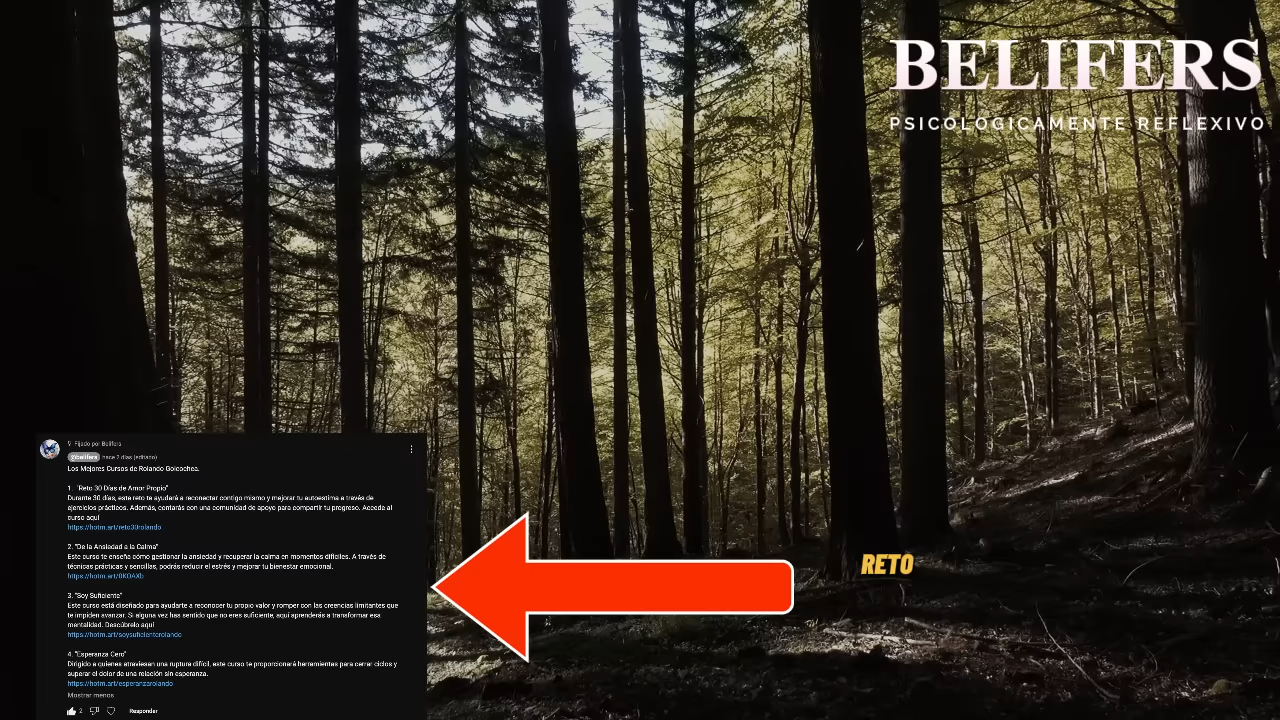 BELIFERS
PSICOLOGICAMENTE REFLEXIVO
Fijado por Belifers
@belifers hace 2 días (editado)
Los Mejores Cursos de Rolando Goicochea.
1. "Reto 30 Días de Amor Propio"
Durante 30 días, este reto te ayudará a reconectar contigo mismo y mejorar tu autoestima a través de
ejercicios prácticos. Además, contarás con una comunidad de apoyo para compartir tu progreso. Accede al
curso aquí
https://hotm.art/reto30rolando
2. "De la Ansiedad a la Calma"
Este curso te enseña cómo gestionar la ansiedad y recuperar la calma en momentos difíciles. A través de
técnicas prácticas y sencillas, podrás reducir el estrés y mejorar tu bienestar emocional.
3. "Soy Suficiente"
Este curso está diseñado para ayudarte a reconocer tu propio valor y romper con las creencias limitantes que
te impiden avanzar. Si alguna vez has sentido que no eres suficiente, aquí aprenderás a transformar esa
mentalidad. Descúbrelo aquí
https://hotm.art/soysuficienterolando
4. "Esperanza Cero"
Dirigido a quienes atraviesan una ruptura difícil, este curso te proporcionará herramientas para cerrar ciclos y
superar el dolor de una relación sin esperanza.
https://hotm.art/esperanzarolando
Mostrar menos
2
Responder
RETO